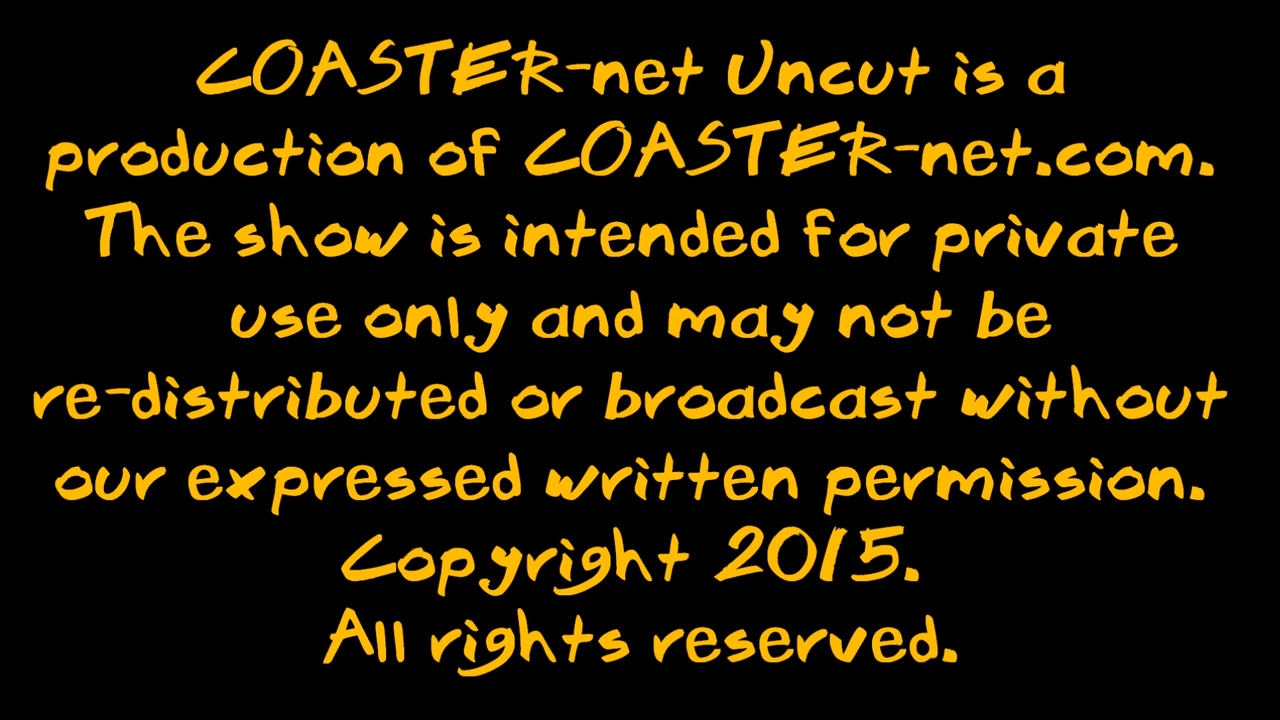 COASTER-net Uncut is a
production of COASTER-net.com.
The show is intended for private
use only and may not be
re-distributed or broadcast without
our expressed written permission.
Copyright 2015.
All rights reserved.